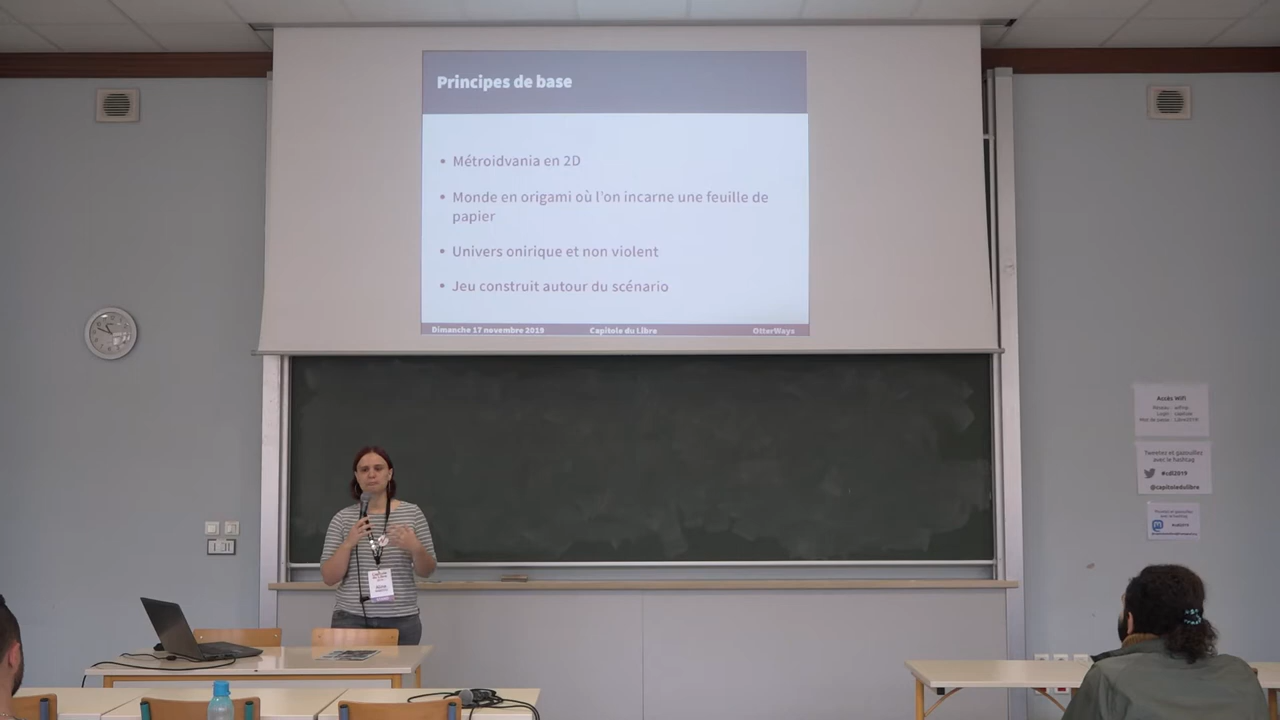 Principes de base
• Métroidvania en 2D
• Monde en origami où l'on incarne une feuille de
papier
• Univers onirique et non violent
• Jeu construit autour du scénario
Dimanche 17 novembre 2019
Capitole du Libre
OtterWays
Accès Wifi
Tweetez et gazouillez
avec le hashtag
#cdl2019
@capitoledulibre
#cdl2019